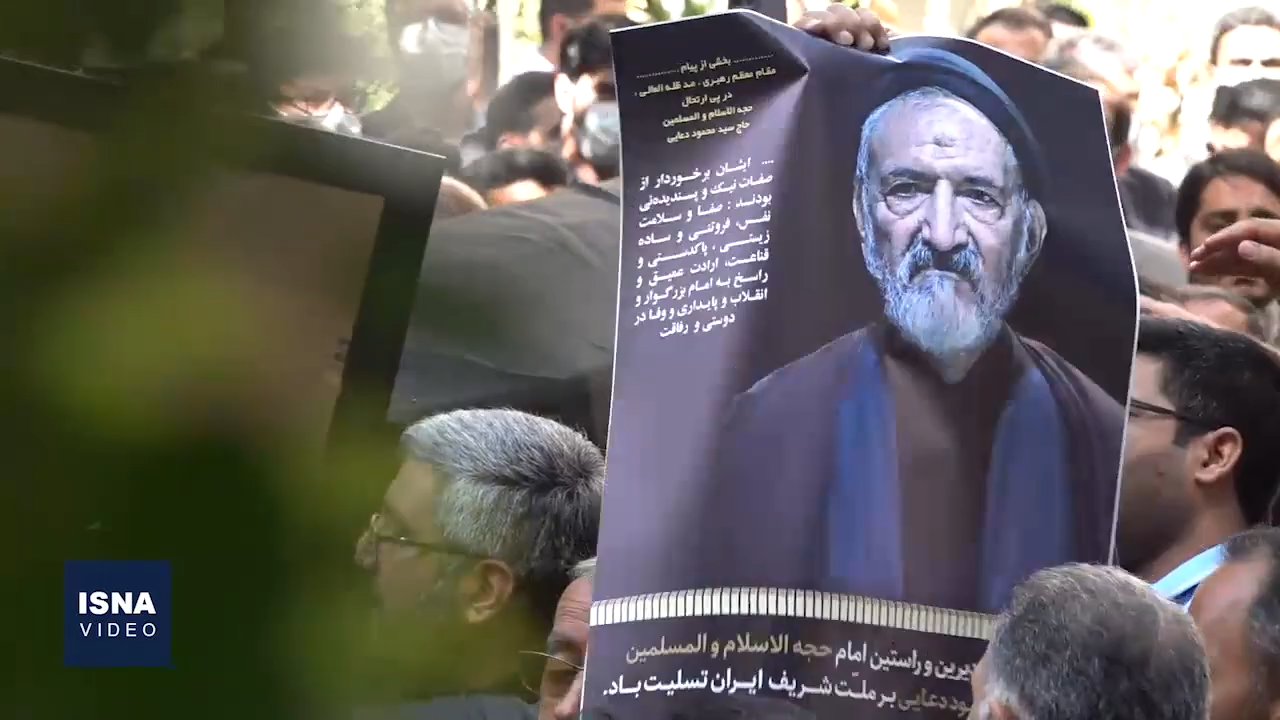 بخشی از پیام
مقام معظم رهبری ، مد ظله العالی ،
در پی ارتحال
حجه الاسلام و المسلمین
حاج سید محمود دعایی
.... ایشان برخوردار از
صفات نیک و پسندیده‌ئی
بودند : صفا و سلامت
نفس، فروتنی و ساده
زیستی ، پاکدستی و
قناعت، ارادت عمیق و
راسخ به امام بزرگوار و
انقلاب و پایداری و وفا در
دوستی و رفاقت
دیرین و راستین امام حجه الاسلام و المسلمین
دعایی بر ملّت شریف ایران تسلیت باد.
ISNA
VIDEO